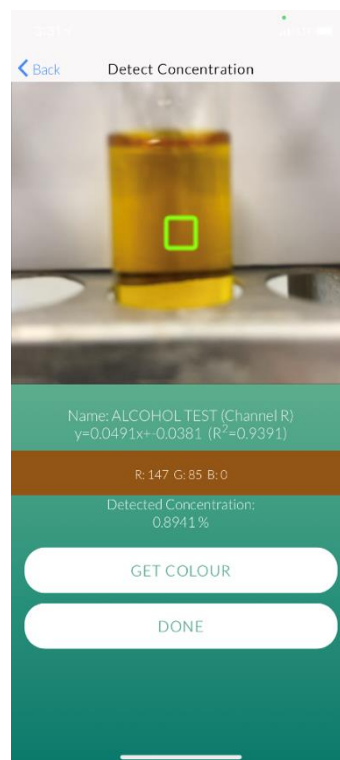 Back
Detect Concentration
Name: ALCOHOL TEST (Channel R)
y=0.0491x+-0.0381 (R²=0.9391)
R: 147 G: 85 B: 0
Detected Concentration:
0.8941 %
GET COLOUR
DONE